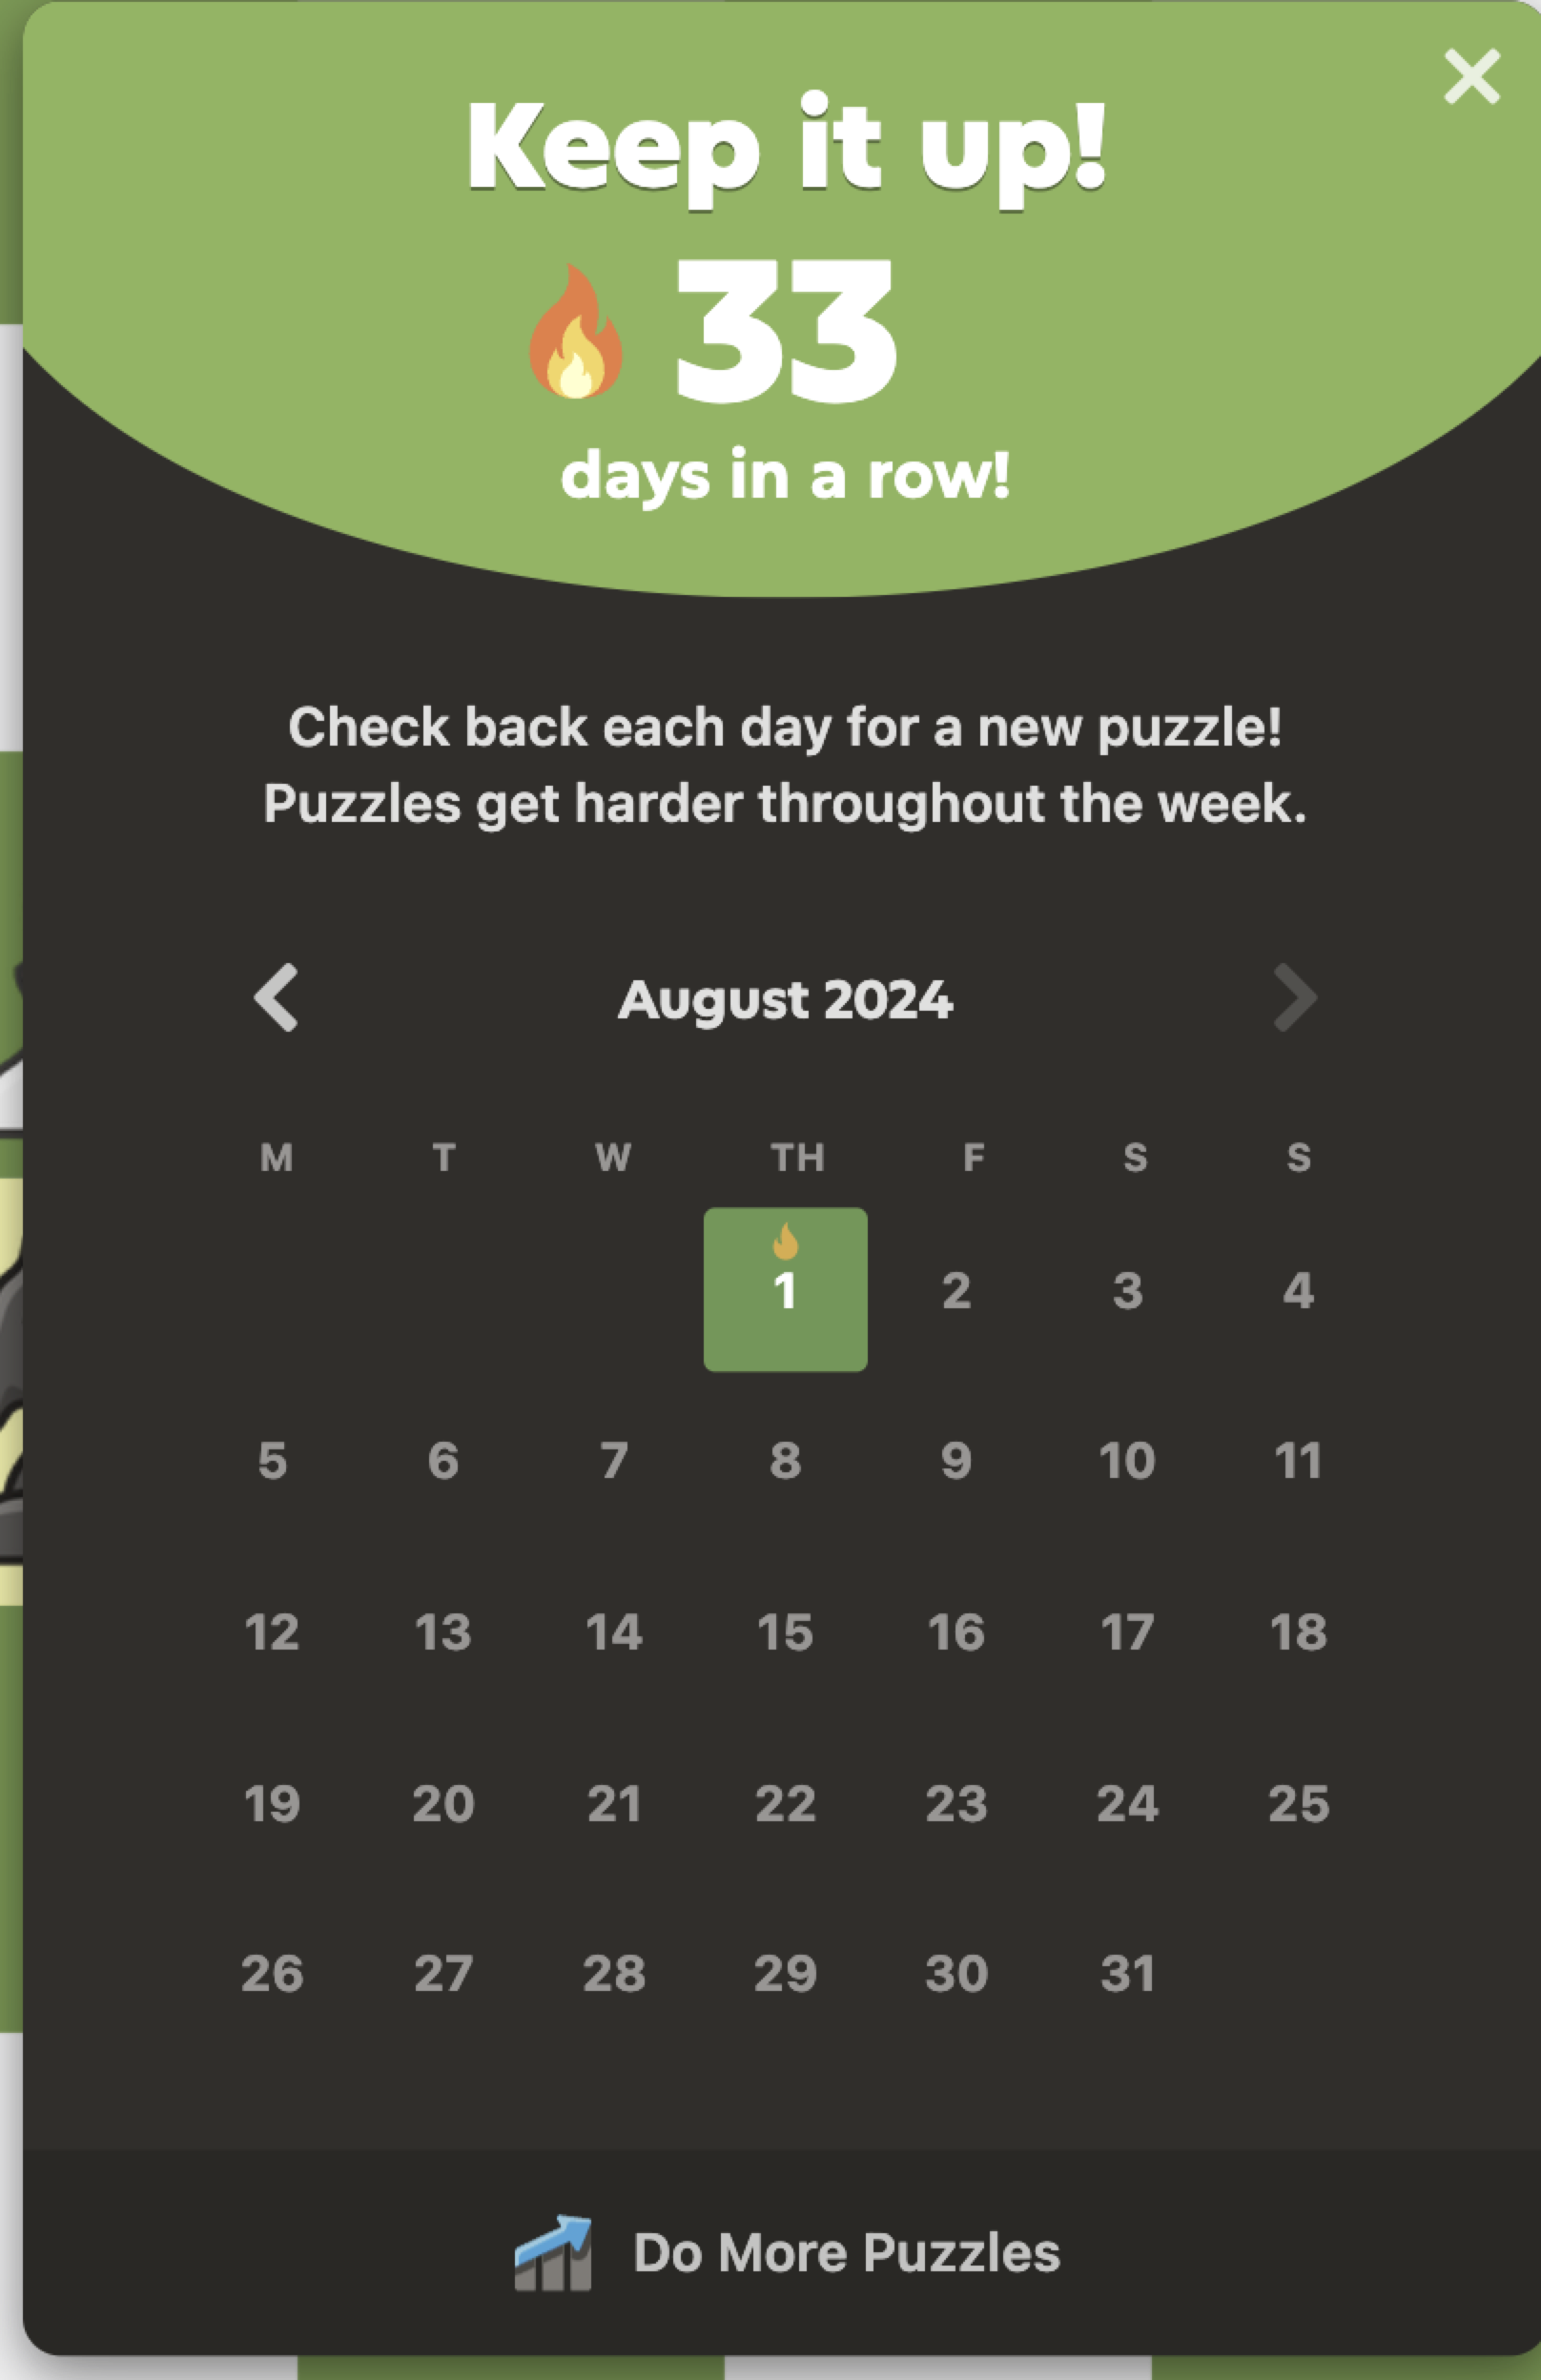 Keep it up!
33
days in a row!
Check back each day for a new puzzle!
Puzzles get harder throughout the week.
August 2024
M T W TH F S S
1 2 3 4
5 6 7 8 9 10 11
12 13 14 15 16 17 18
19 20 21 22 23 24 25
26 27 28 29 30 31
Do More Puzzles